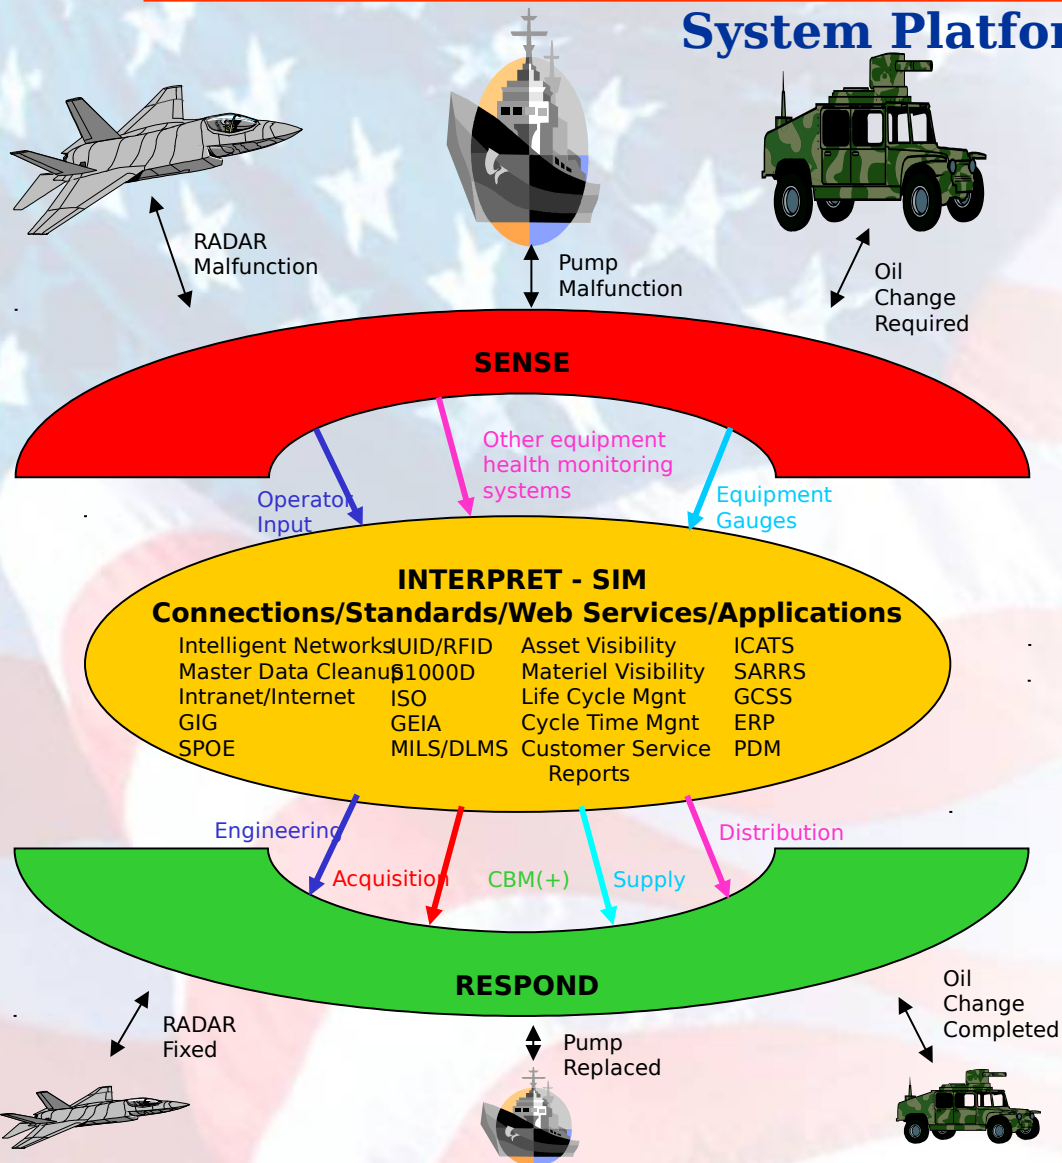 System Platfor
RADAR
Malfunction
Pump
Malfunction
Oil
Change
Required
SENSE
Other equipment
health monitoring
systems
Operator
Input
Equipment
Gauges
INTERPRET - SIM
Connections/Standards/Web Services/Applications
Intelligent Networks IUID/RFID Asset Visibility ICATS
Master Data Cleanup S1000D Materiel Visibility SARRS
Intranet/Internet ISO Life Cycle Mgnt GCSS
GIG GEIA Cycle Time Mgnt ERP
SPOE MILS/DLMS Customer Service PDM
Reports
Engineering
Distribution
Acquisition CBM(+) Supply
RESPOND
RADAR
Fixed
Pump
Replaced
Oil
Change
Completed